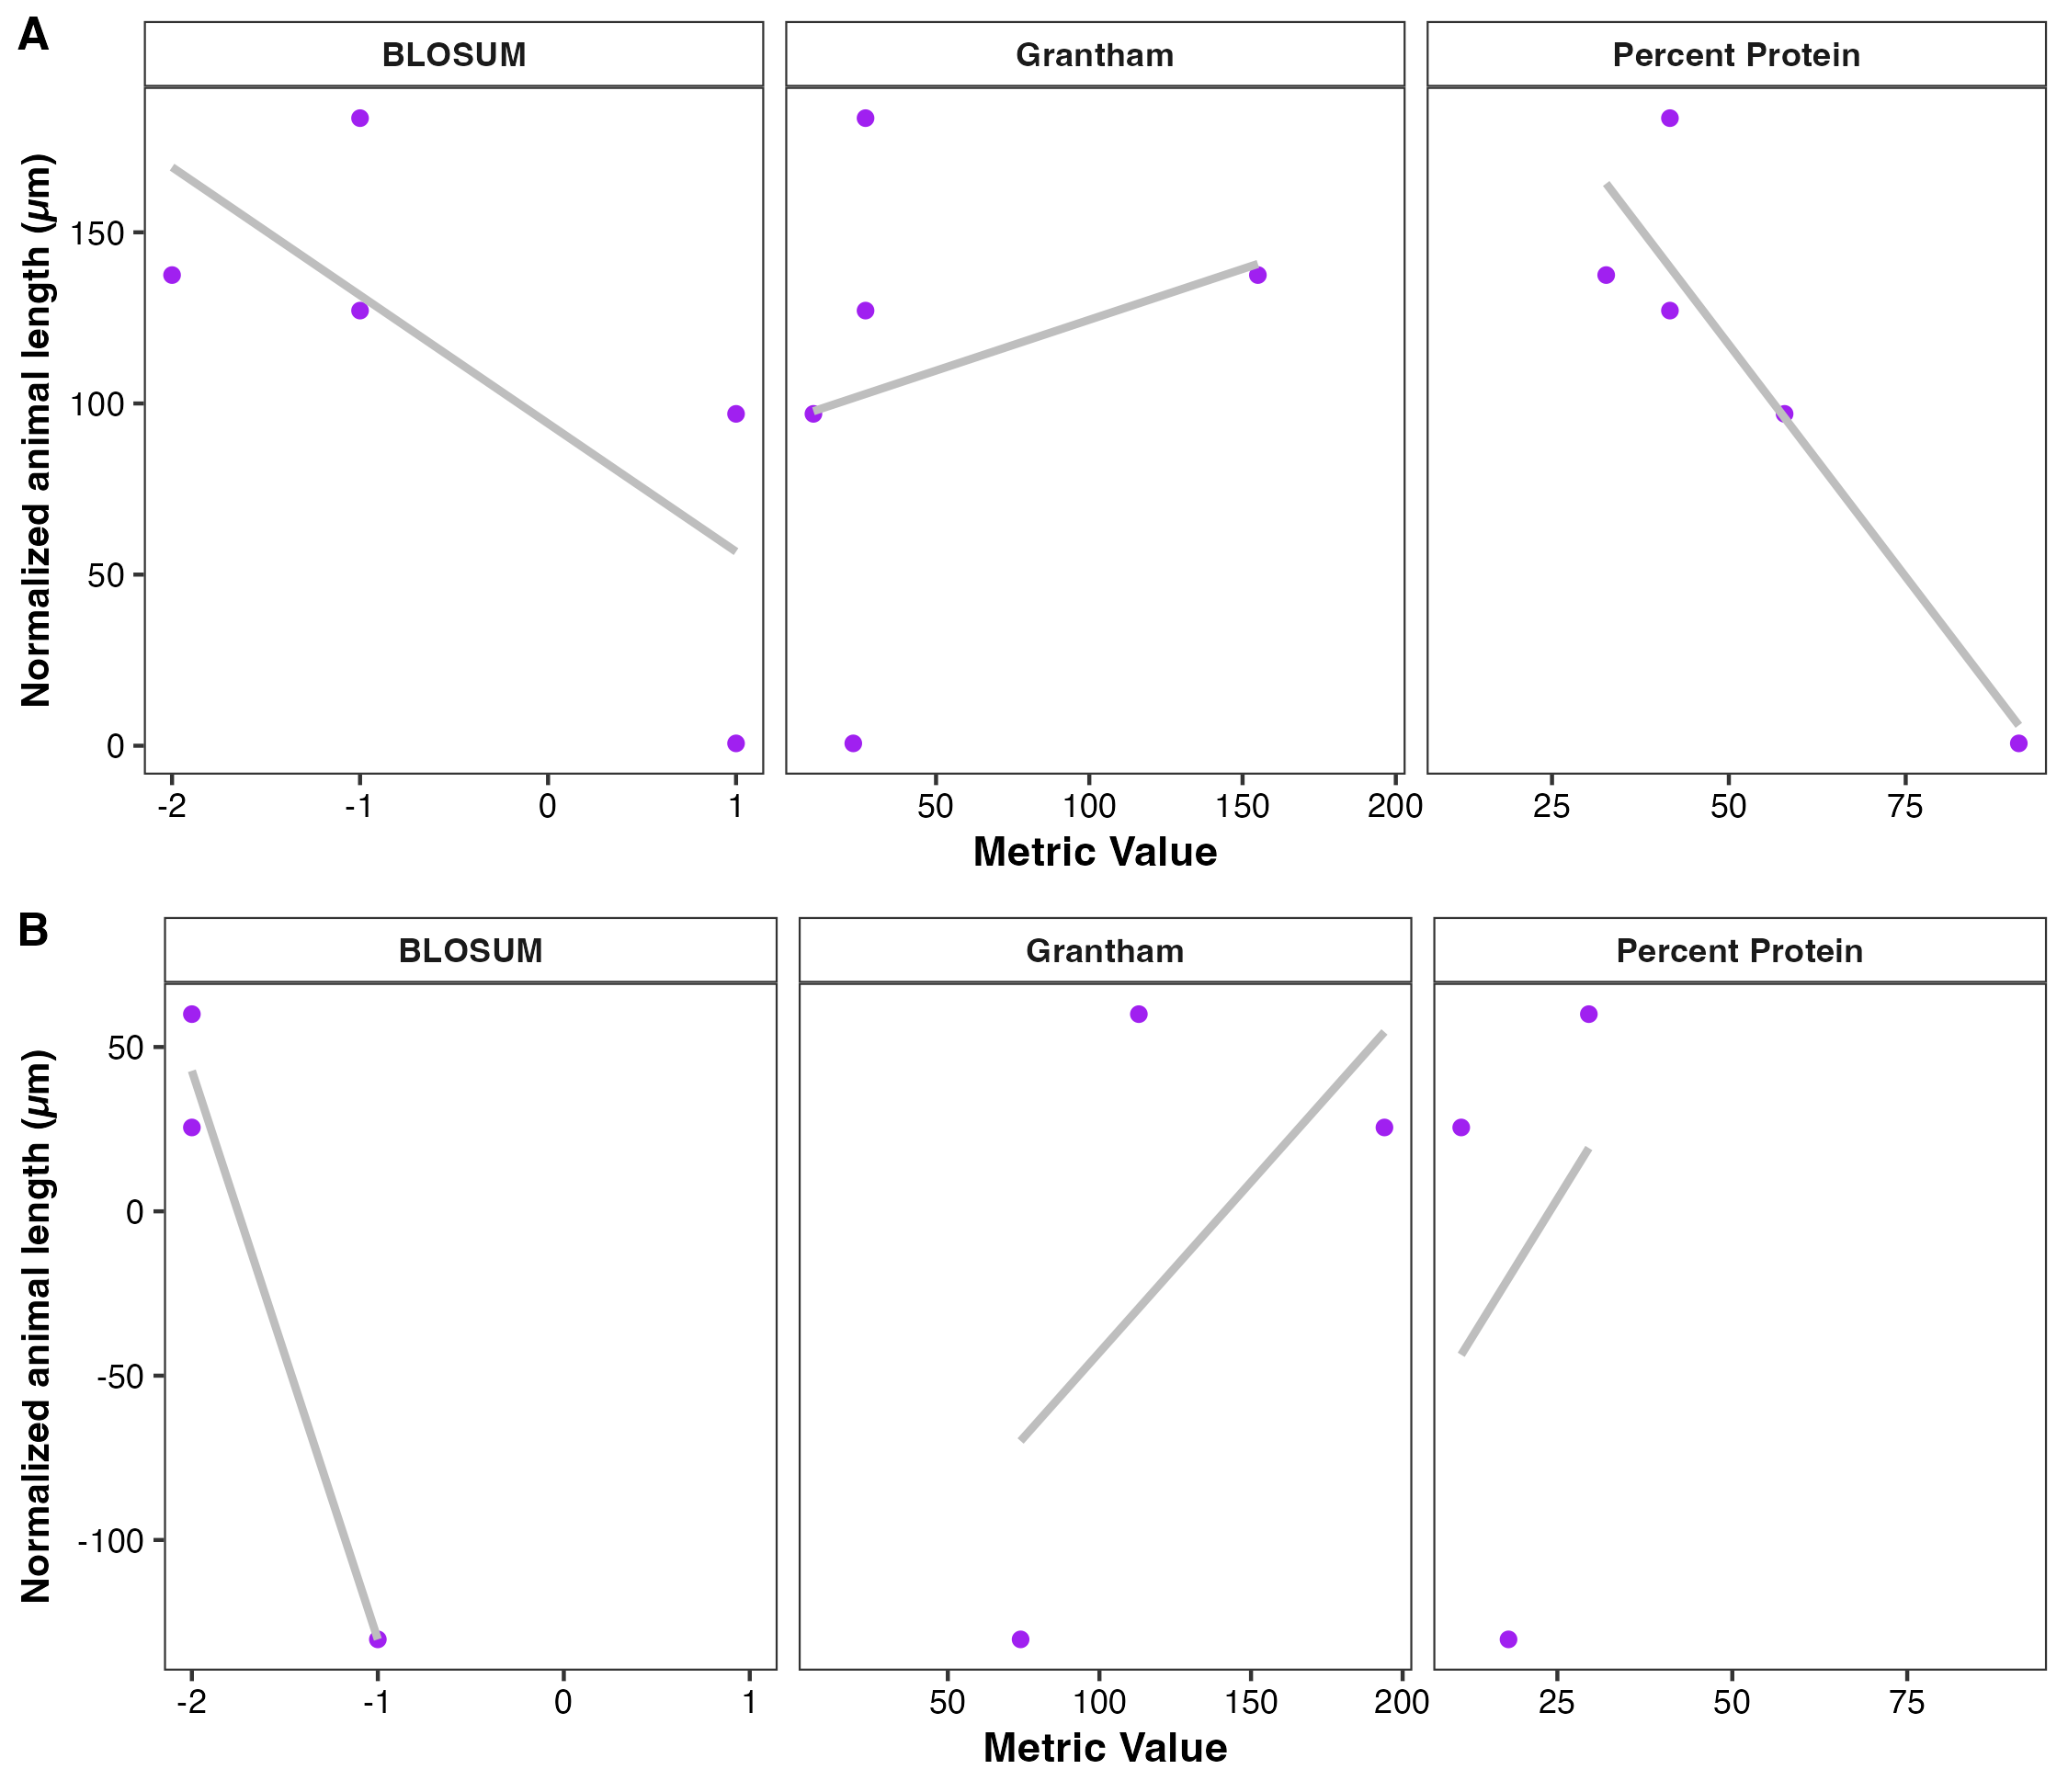 A
BLOSUM Grantham Percent Protein
Normalized animal length (µm)
150
100
50
0
-2 -1 0 1 50 100 150 200 25 50 75
Metric Value
B
BLOSUM Grantham Percent Protein
Normalized animal length (µm)
50
0
-50
-100
-2 -1 0 1 50 100 150 200 25 50 75
Metric Value